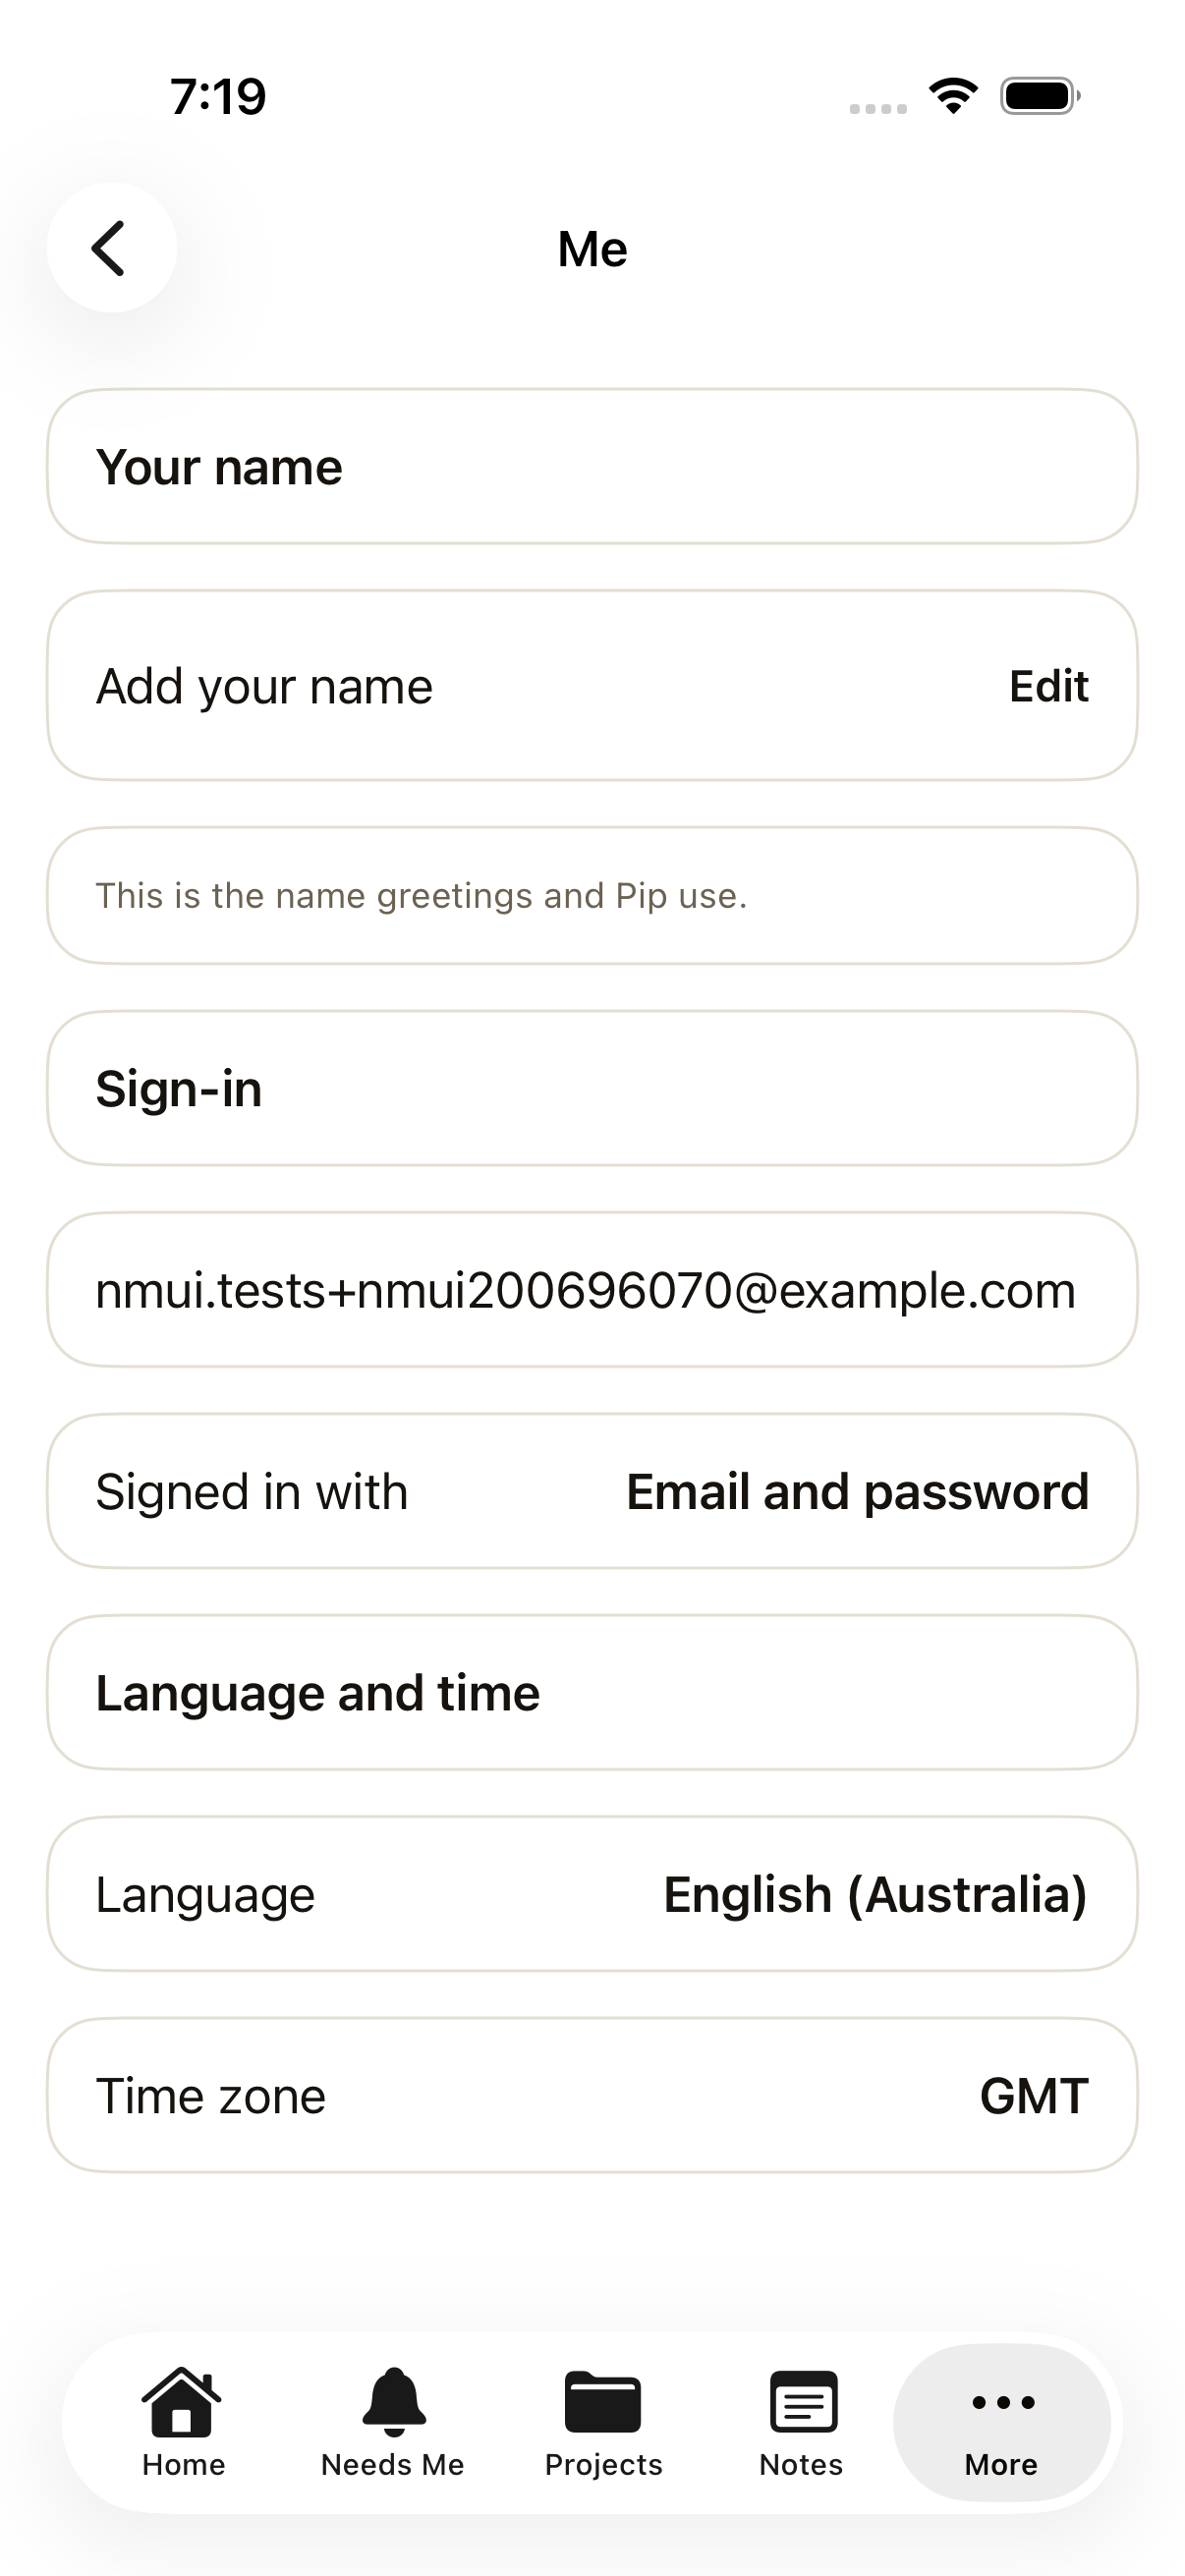 7:19
Me
Your name
Add your name Edit
This is the name greetings and Pip use.
Sign-in
nmui.tests+nmui200696070@example.com
Signed in with Email and password
Language and time
Language English (Australia)
Time zone GMT
Home Needs Me Projects Notes More